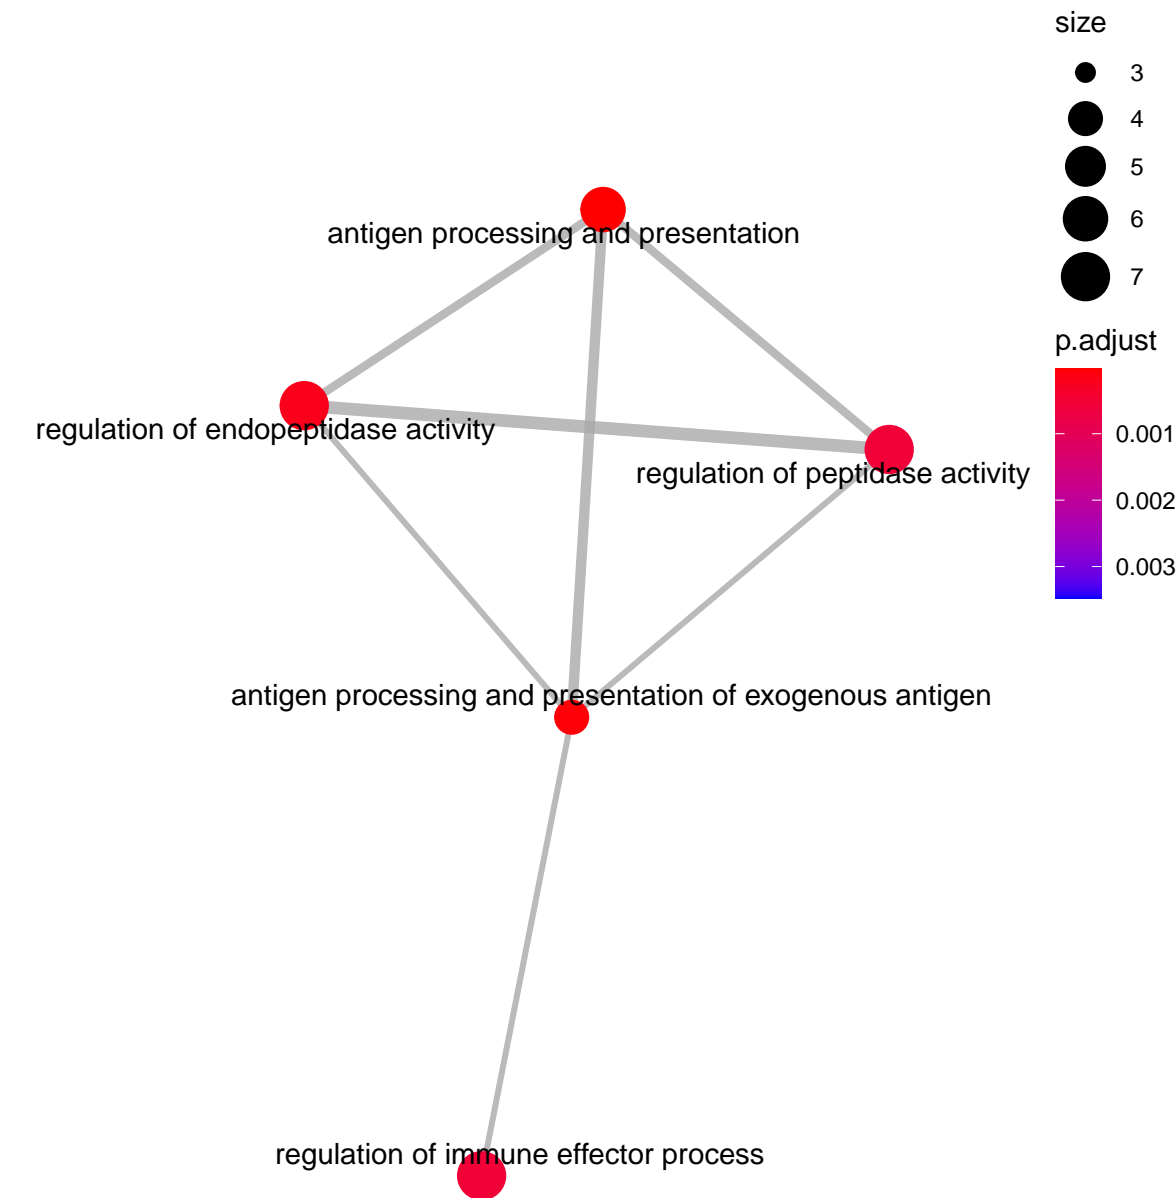 size
3
4
5
6
7
p.adjust
0.001
0.002
0.003
antigen processing and presentation
regulation of endopeptidase activity
regulation of peptidase activity
antigen processing and presentation of exogenous antigen
regulation of immune effector process